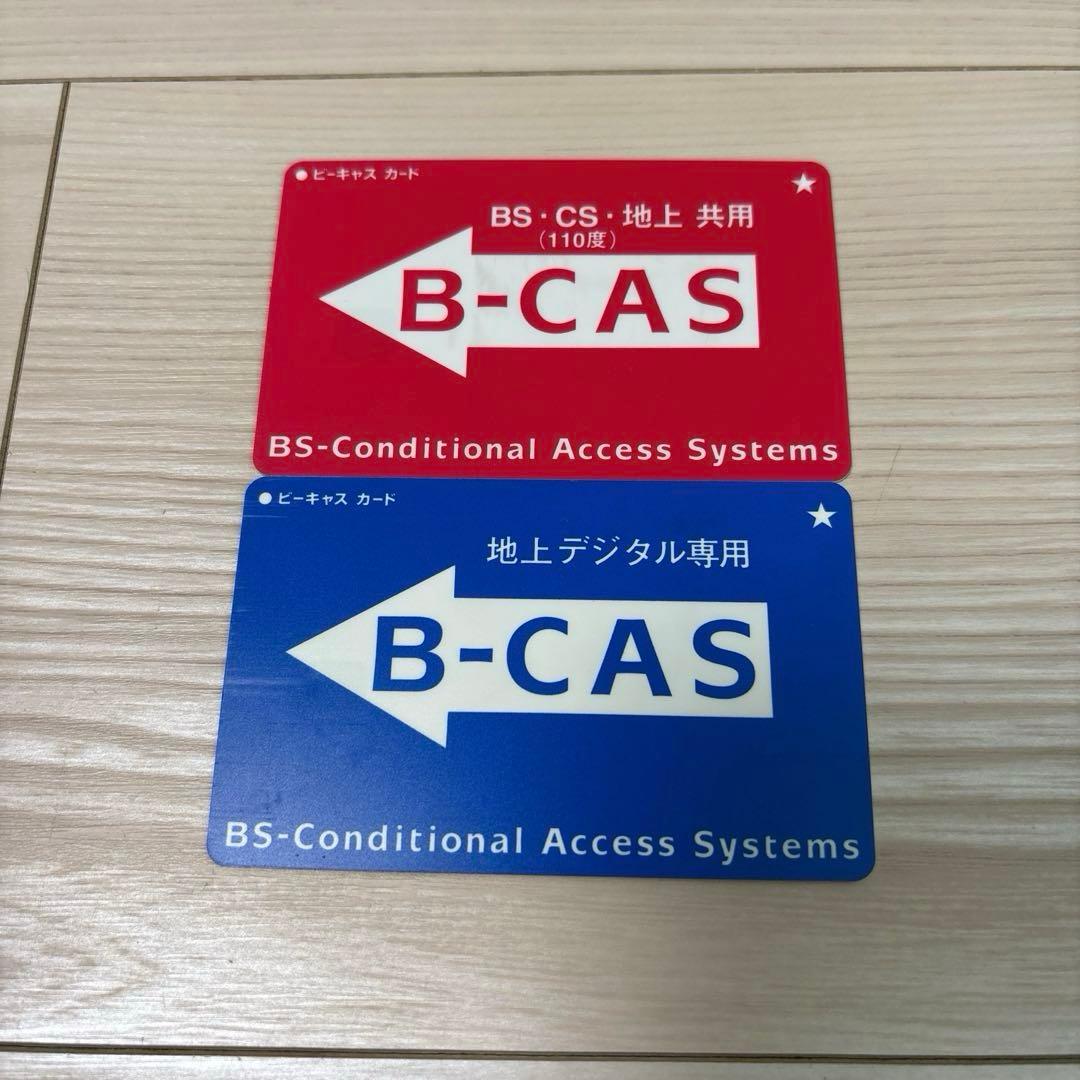 ビーキャス カード
★
BS・CS・地上 共用
(110度)
B-CAS
BS-Conditional Access Systems
ビーキャス カード
★
地上デジタル専用
B-CAS
BS-Conditional Access Systems